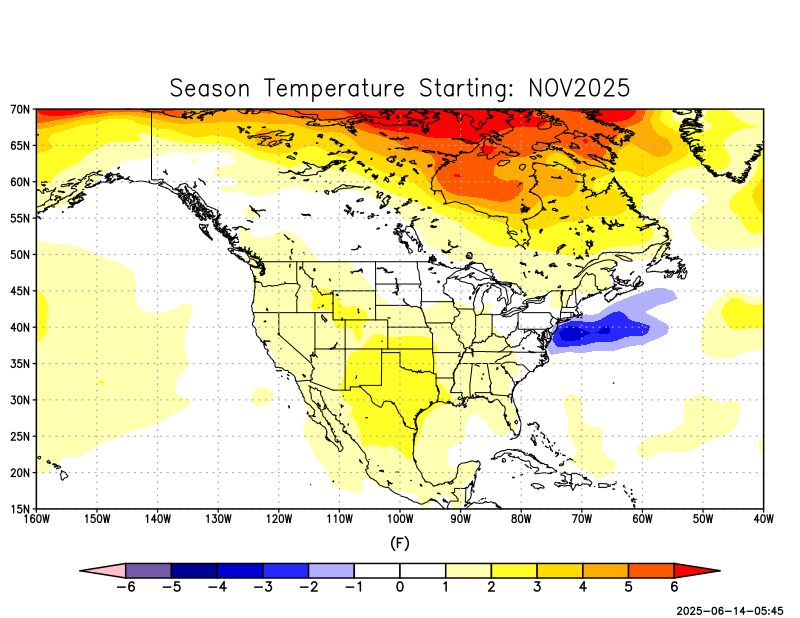 Season Temperature Starting: NOV2025
70N
65N
60N
55N
50N
45N
40N
35N
30N
25N
20N
15N
160W 150W 140W 130W 120W 110W 100W 90W 80W 70W 60W 50W 40W
(F)
−6 −5 −4 −3 −2 −1 0 1 2 3 4 5 6
2025-06-14-05:45